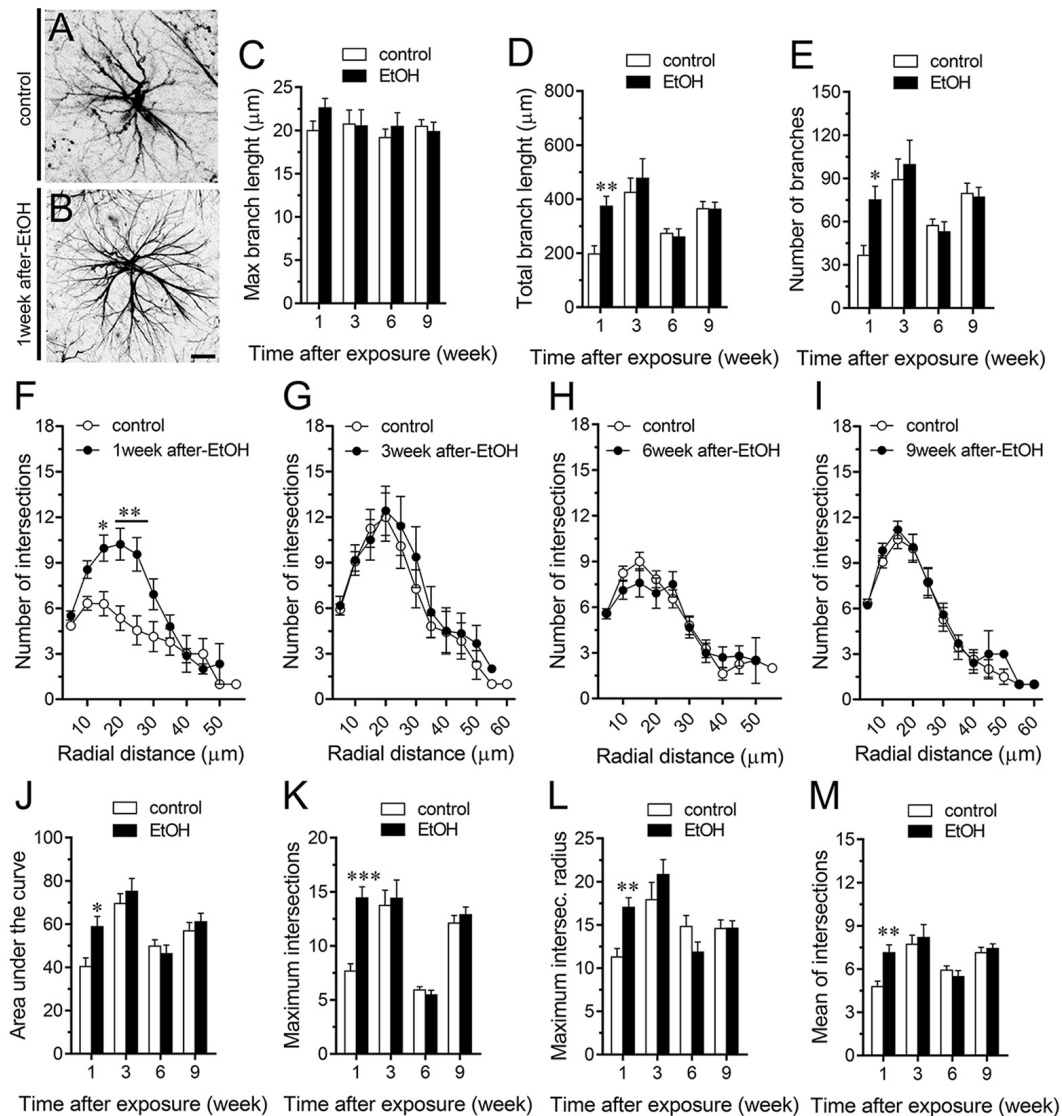 A
control
B
1week after-EtOH
C
control
EtOH
Max branch lenght (μm)
25
20
15
10
5
0
1 3 6 9
Time after exposure (week)
D
control
EtOH
Total branch lenght (μm)
800
600
400
200
0
**
1 3 6 9
Time after exposure (week)
E
control
EtOH
Number of branches
150
120
90
60
30
0
*
1 3 6 9
Time after exposure (week)
F
control
1week after-EtOH
Number of intersections
18
15
12
9
6
3
0
* **
10 20 30 40 50
Radial distance (μm)
G
control
3week after-EtOH
Number of intersections
18
15
12
9
6
3
0
10 20 30 40 50 60
Radial distance (μm)
H
control
6week after-EtOH
Number of intersections
18
15
12
9
6
3
0
10 20 30 40 50
Radial distance (μm)
I
control
9week after-EtOH
Number of intersections
18
15
12
9
6
3
0
10 20 30 40 50 60
Radial distance (μm)
J
control
EtOH
Area under the curve
100
80
60
40
20
0
*
1 3 6 9
Time after exposure (week)
K
control
EtOH
Maximum intersections
20
15
10
5
0
***
1 3 6 9
Time after exposure (week)
L
control
EtOH
Maximum intersec. radius
25
20
15
10
5
0
**
1 3 6 9
Time after exposure (week)
M
control
EtOH
Mean of intersections
15
12
9
6
3
0
**
1 3 6 9
Time after exposure (week)